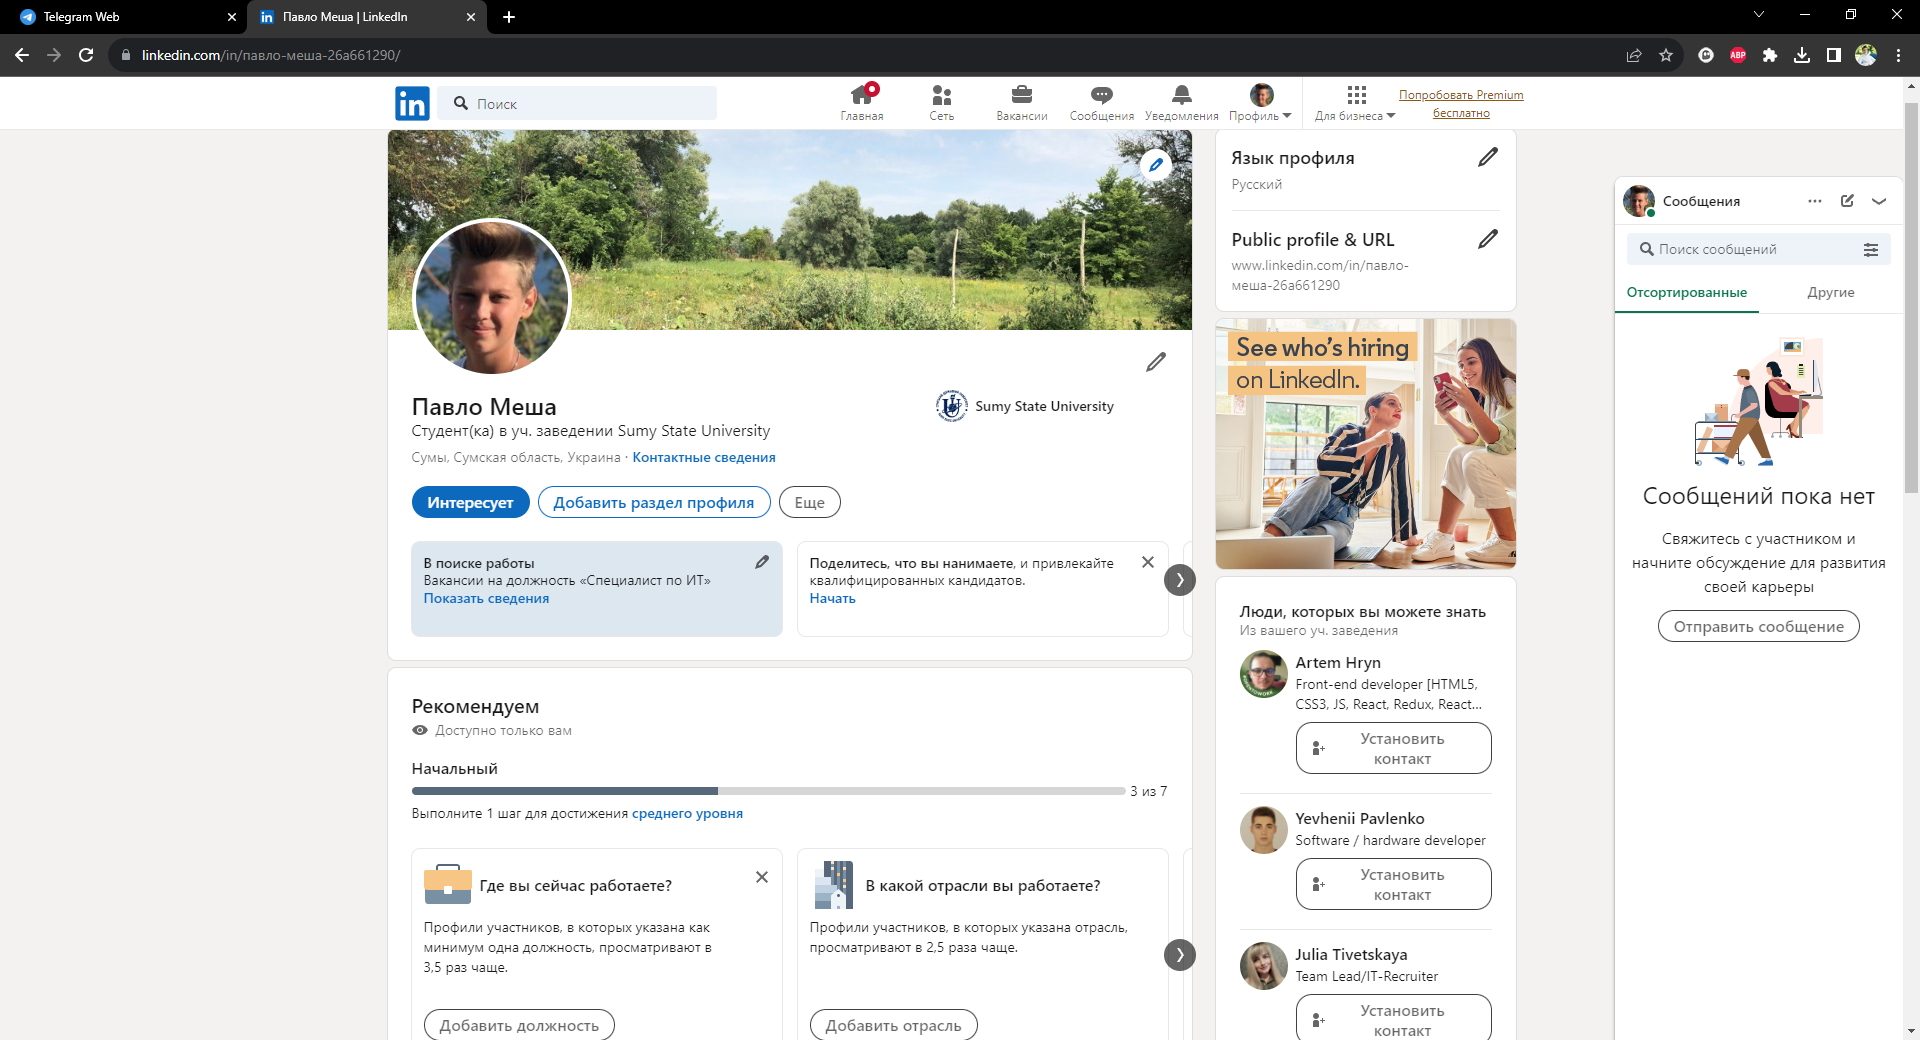 Telegram Web
Павло Меша | LinkedIn
linkedin.com/in/павло-меша-26a661290/
ABP
in
Поиск
Главная
Сеть
Вакансии
Сообщения
Уведомления
Профиль
Для бизнеса
Попробовать Premium
бесплатно
Павло Меша
Студент(ка) в уч. заведении Sumy State University
Сумы, Сумская область, Украина · Контактные сведения
Sumy State University
Интересует
Добавить раздел профиля
Еще
В поиске работы
Вакансии на должность «Специалист по ИТ»
Показать сведения
Поделитесь, что вы нанимаете, и привлекайте
квалифицированных кандидатов.
Начать
Рекомендуем
Доступно только вам
Начальный
3 из 7
Выполните 1 шаг для достижения среднего уровня
Где вы сейчас работаете?
Профили участников, в которых указана как
минимум одна должность, просматривают в
3,5 раз чаще.
Добавить должность
В какой отрасли вы работаете?
Профили участников, в которых указана отрасль,
просматривают в 2,5 раза чаще.
Добавить отрасль
Язык профиля
Русский
Public profile & URL
www.linkedin.com/in/павло-
меша-26a661290
See who's hiring
on LinkedIn.
Люди, которых вы можете знать
Из вашего уч. заведения
Artem Hryn
Front-end developer [HTML5,
CSS3, JS, React, Redux, React...
Установить
контакт
Yevhenii Pavlenko
Software / hardware developer
Установить
контакт
Julia Tivetskaya
Team Lead/IT-Recruiter
Установить
контакт
Сообщения
Поиск сообщений
Отсортированные
Другие
Сообщений пока нет
Свяжитесь с участником и
начните обсуждение для развития
своей карьеры
Отправить сообщение